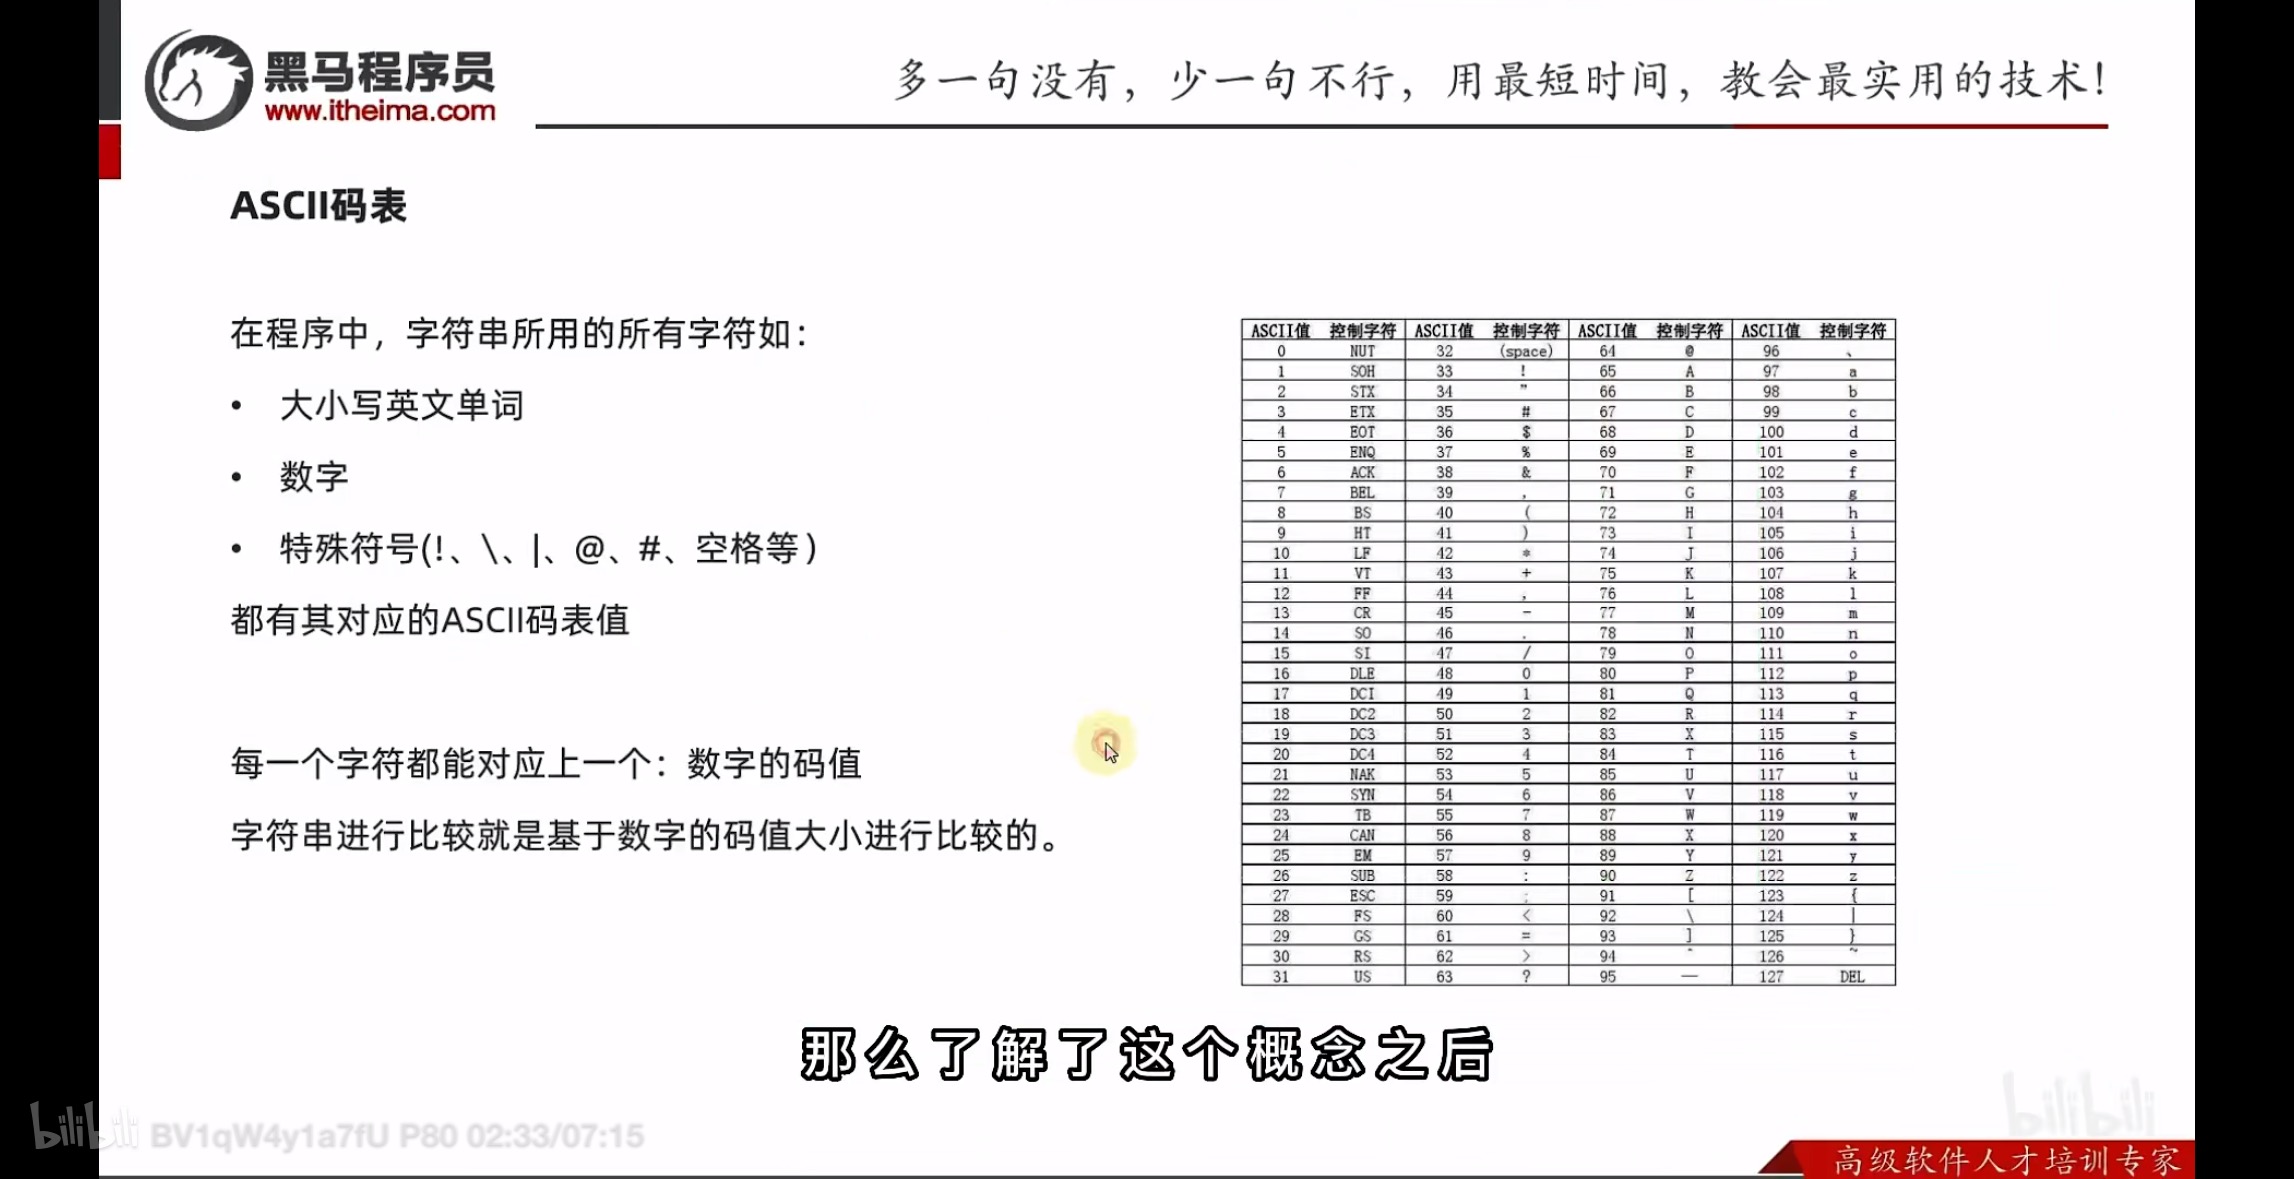 黑马程序员
www.itheima.com
多一句没有，少一句不行，用最短时间，教会最实用的技术！
ASCII码表
在程序中，字符串所用的所有字符如：
• 大小写英文单词
• 数字
• 特殊符号(!、\、|、@、#、空格等）
都有其对应的ASCII码表值
每一个字符都能对应上一个：数字的码值
字符串进行比较就是基于数字的码值大小进行比较的。
ASCII值 控制字符 ASCII值 控制字符 ASCII值 控制字符 ASCII值 控制字符
0 NUT 32 (space) 64 @ 96 、
1 SOH 33 ! 65 A 97 a
2 STX 34 " 66 B 98 b
3 ETX 35 # 67 C 99 c
4 EOT 36 $ 68 D 100 d
5 ENQ 37 % 69 E 101 e
6 ACK 38 & 70 F 102 f
7 BEL 39 , 71 G 103 g
8 BS 40 ( 72 H 104 h
9 HT 41 ) 73 I 105 i
10 LF 42 * 74 J 106 j
11 VT 43 + 75 K 107 k
12 FF 44 , 76 L 108 l
13 CR 45 - 77 M 109 m
14 SO 46 . 78 N 110 n
15 SI 47 / 79 O 111 o
16 DLE 48 0 80 P 112 p
17 DCI 49 1 81 Q 113 q
18 DC2 50 2 82 R 114 r
19 DC3 51 3 83 X 115 s
20 DC4 52 4 84 T 116 t
21 NAK 53 5 85 U 117 u
22 SYN 54 6 86 V 118 v
23 TB 55 7 87 W 119 w
24 CAN 56 8 88 X 120 x
25 EM 57 9 89 Y 121 y
26 SUB 58 : 90 Z 122 z
27 ESC 59 ; 91 [ 123 {
28 FS 60 < 92 \ 124 |
29 GS 61 = 93 ] 125 }
30 RS 62 > 94 ^ 126 ~
31 US 63 ? 95 — 127 DEL
那么了解了这个概念之后
bilibili BV1qW4y1a7fU P80 02:33/07:15
bilibili
高级软件人才培训专家